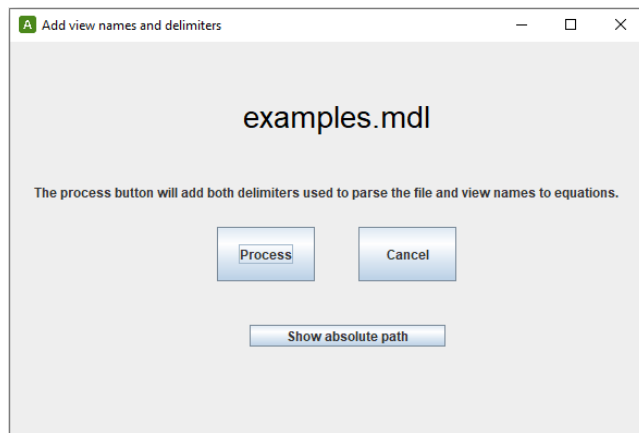 A Add view names and delimiters
examples.mdl
The process button will add both delimiters used to parse the file and view names to equations.
Process Cancel
Show absolute path